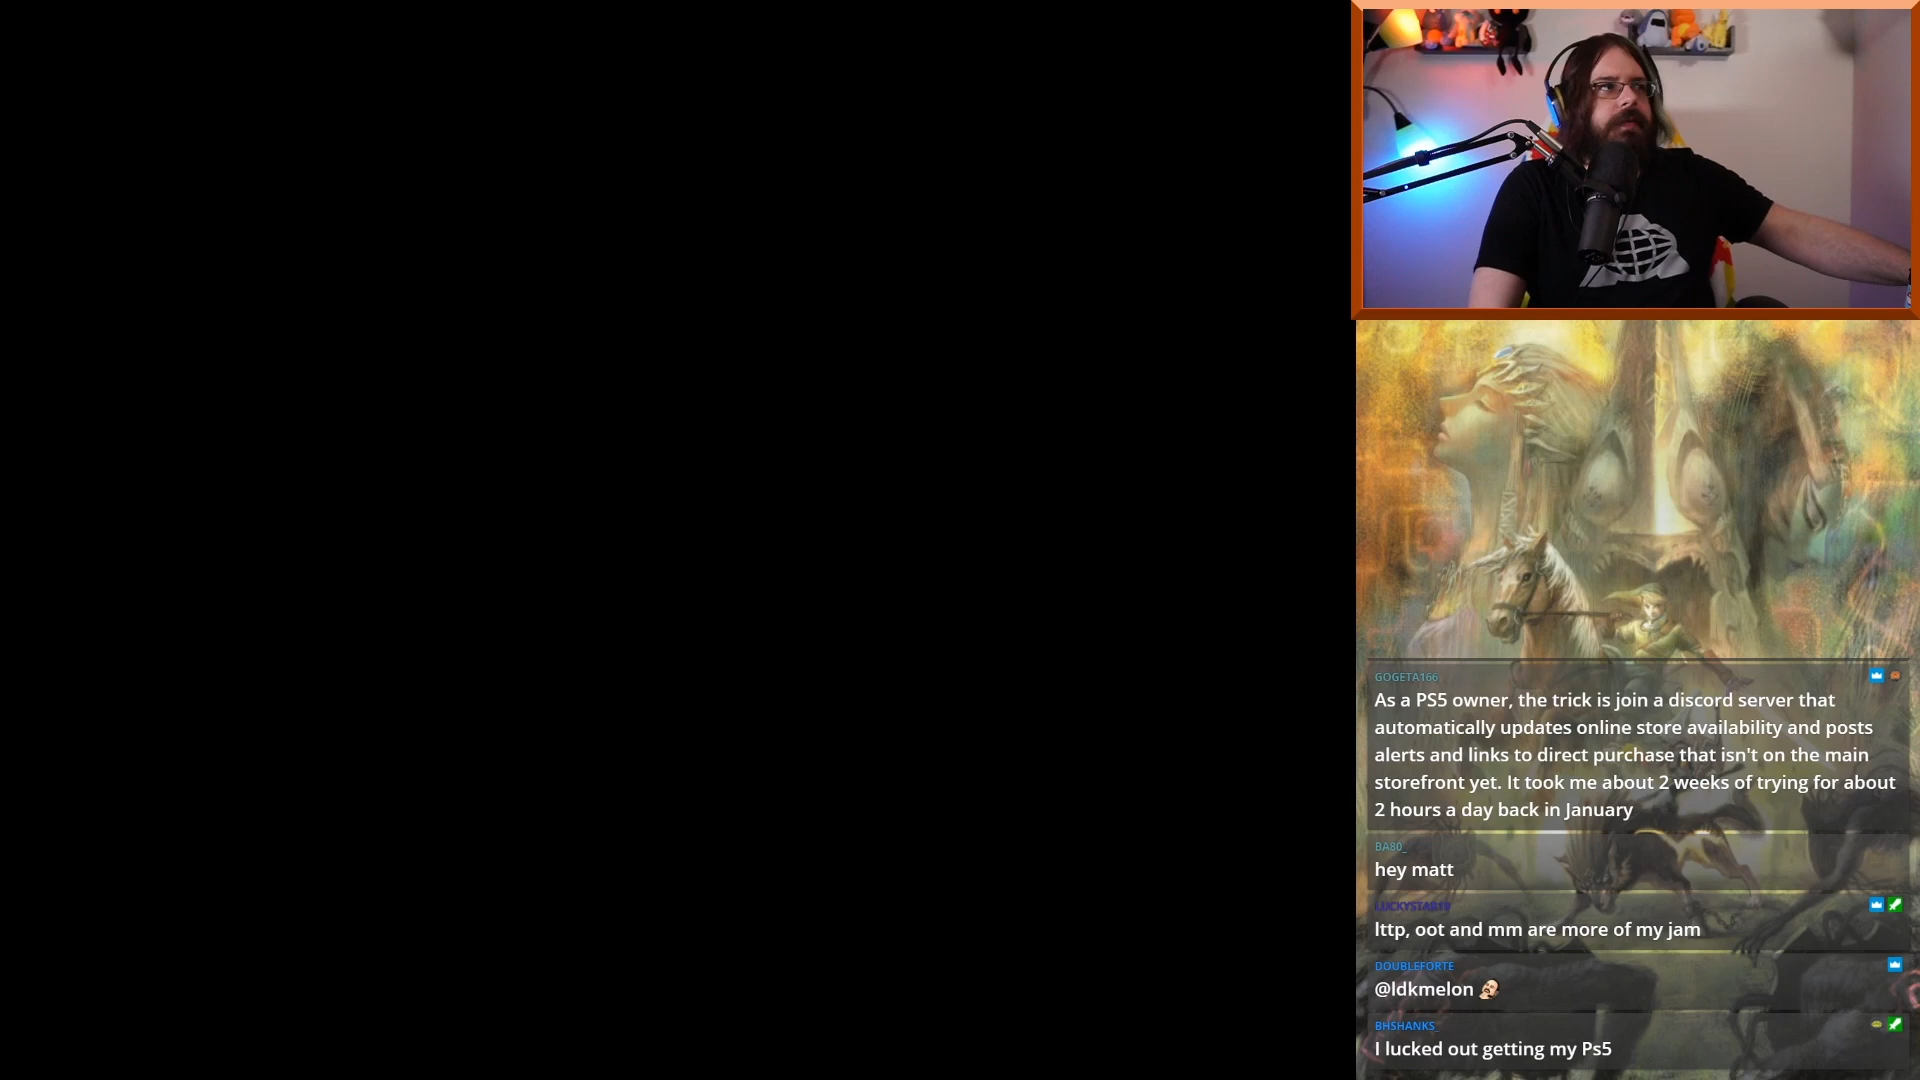 GOGETA166
As a PS5 owner, the trick is join a discord server that
automatically updates online store availability and posts
alerts and links to direct purchase that isn't on the main
storefront yet. It took me about 2 weeks of trying for about
2 hours a day back in January
BA80_
hey matt
LUCKYSTAR19
lttp, oot and mm are more of my jam
DOUBLEFORTE
@ldkmelon
BHSHANKS_
I lucked out getting my Ps5